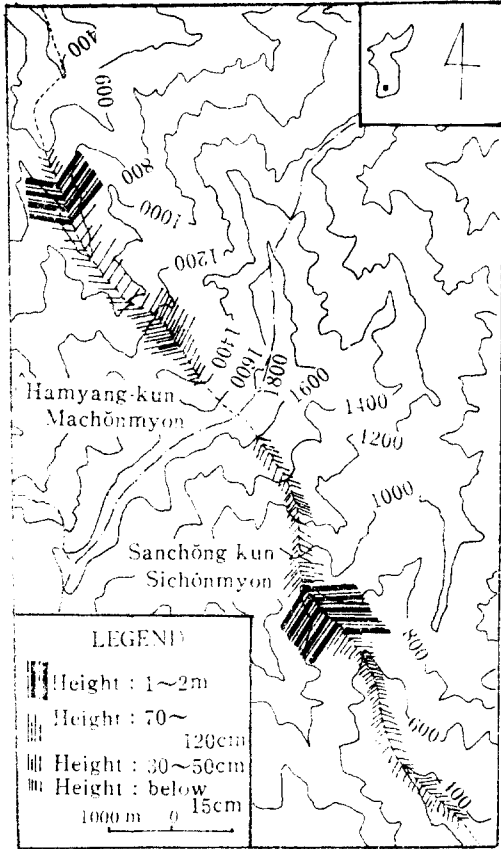 400
600
800
1000
1200
1400
1600
1800
1600
1400
1200
1000
Hamyang-kun
Machŏnmyon
Sanchŏng kun
Sichŏnmyon
800
600
400
LEGEND
Height : 1~2m
Height : 70~
120cm
Height : 30~50cm
Height : below
15cm
1000 m 0